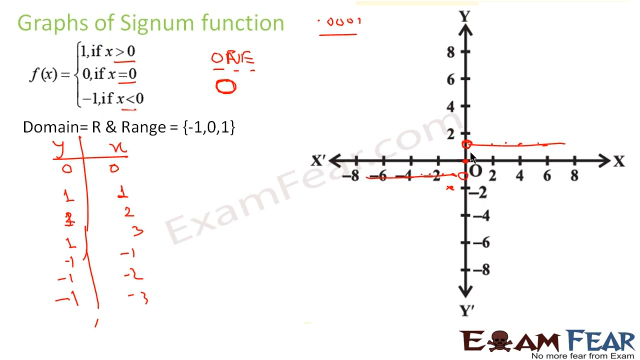 Graphs of Signum function
.0001
f(x) = { 1, if x > 0
0, if x = 0
−1, if x < 0
O
Domain= R & Range = {-1,0,1}
y x
0 0
1 1
2
1 3
-1 -1
-1 -2
-1 -3
Y
8
6
4
2
X′ -8 -6 -4 -2 O 2 4 6 8 X
-2
-4
-6
-8
Y′
ExamFear.com
EXAM FEAR
No more fear from Exam